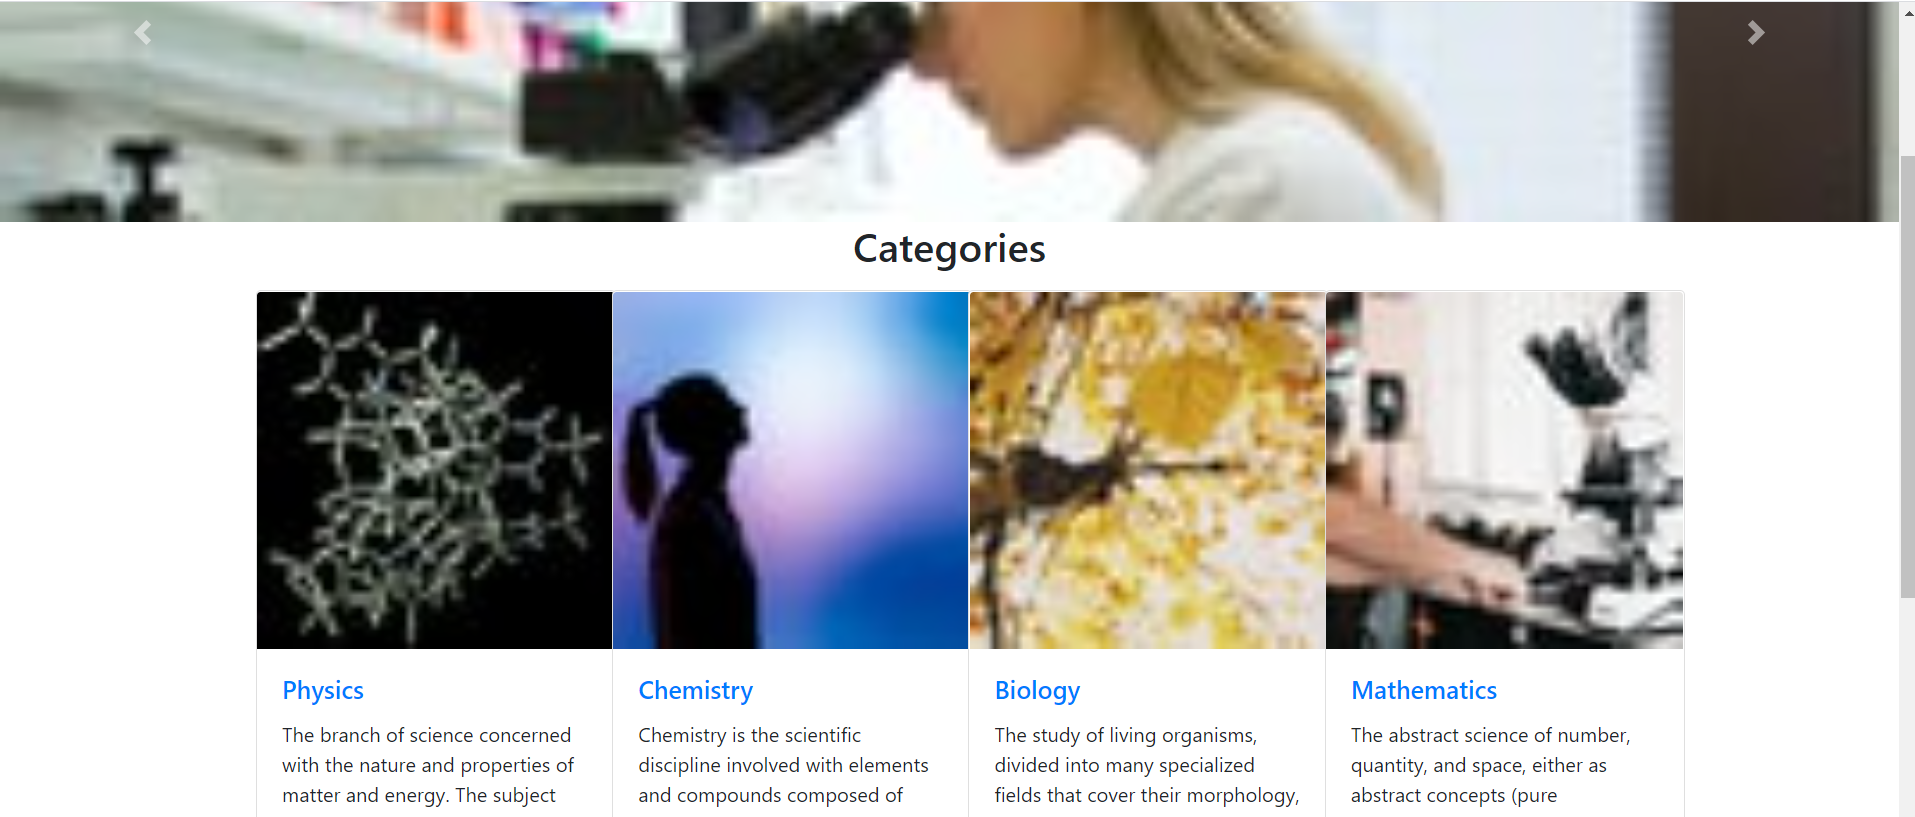 Categories
Physics
The branch of science concerned
with the nature and properties of
matter and energy. The subject
Chemistry
Chemistry is the scientific
discipline involved with elements
and compounds composed of
Biology
The study of living organisms,
divided into many specialized
fields that cover their morphology,
Mathematics
The abstract science of number,
quantity, and space, either as
abstract concepts (pure